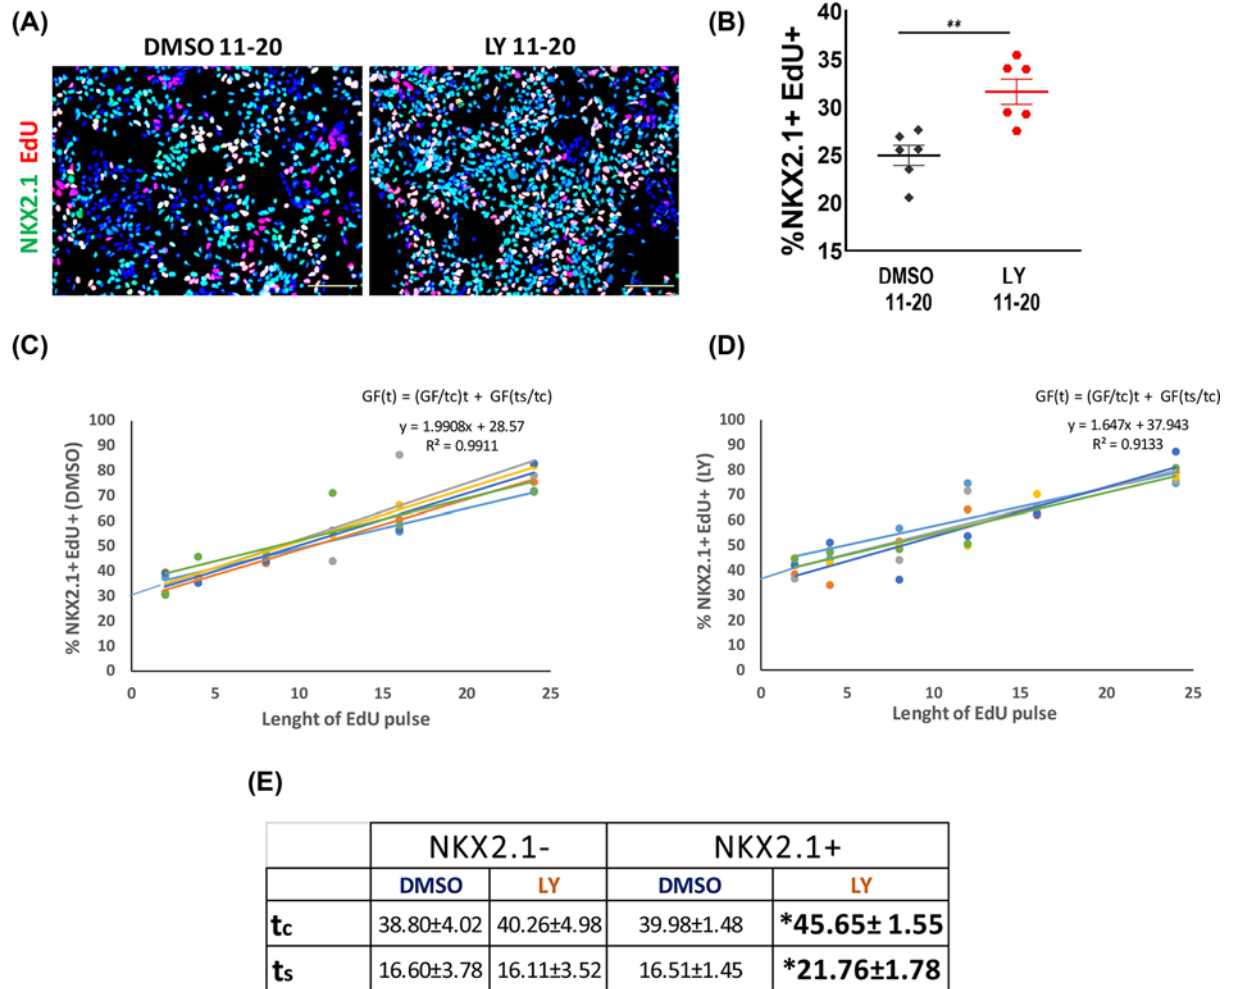 (A)
DMSO 11-20
LY 11-20
NKX2.1 EdU
(B)
%NKX2.1+ EdU+
40
35
30
25
20
15
**
DMSO
11-20
LY
11-20
(C)
GF(t) = (GF/tc)t + GF(ts/tc)
y = 1.9908x + 28.57
R² = 0.9911
% NKX2.1+ EdU+ (DMSO)
100
90
80
70
60
50
40
30
20
10
0
0 5 10 15 20 25
Lenght of EdU pulse
(D)
GF(t) = (GF/tc)t + GF(ts/tc)
y = 1.647x + 37.943
R² = 0.9133
% NKX2.1+ EdU+ (LY)
100
90
80
70
60
50
40
30
20
10
0
0 5 10 15 20 25
Lenght of EdU pulse
(E)
NKX2.1- NKX2.1+
DMSO LY DMSO LY
tc 38.80±4.02 40.26±4.98 39.98±1.48 *45.65± 1.55
ts 16.60±3.78 16.11±3.52 16.51±1.45 *21.76±1.78